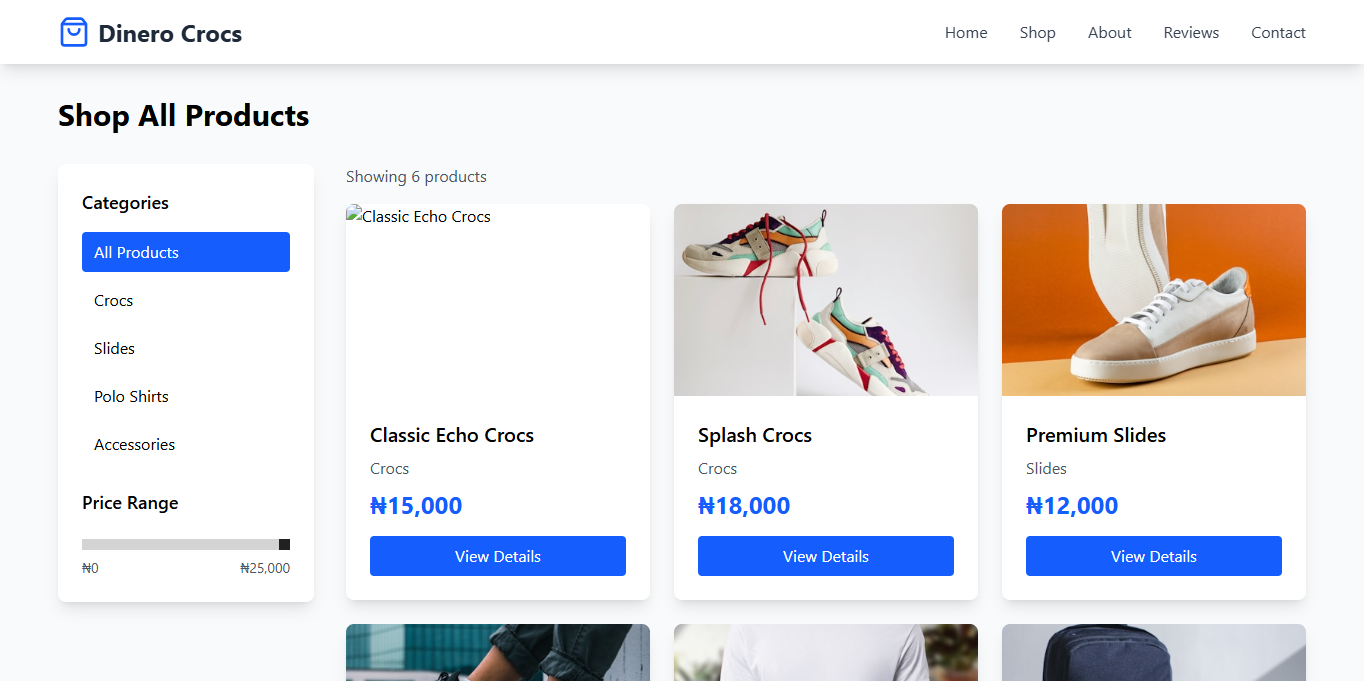 Dinero Crocs
Home
Shop
About
Reviews
Contact
Shop All Products
Categories
All Products
Crocs
Slides
Polo Shirts
Accessories
Price Range
₦0
₦25,000
Showing 6 products
Classic Echo Crocs
Classic Echo Crocs
Crocs
₦15,000
View Details
Splash Crocs
Crocs
₦18,000
View Details
Premium Slides
Slides
₦12,000
View Details